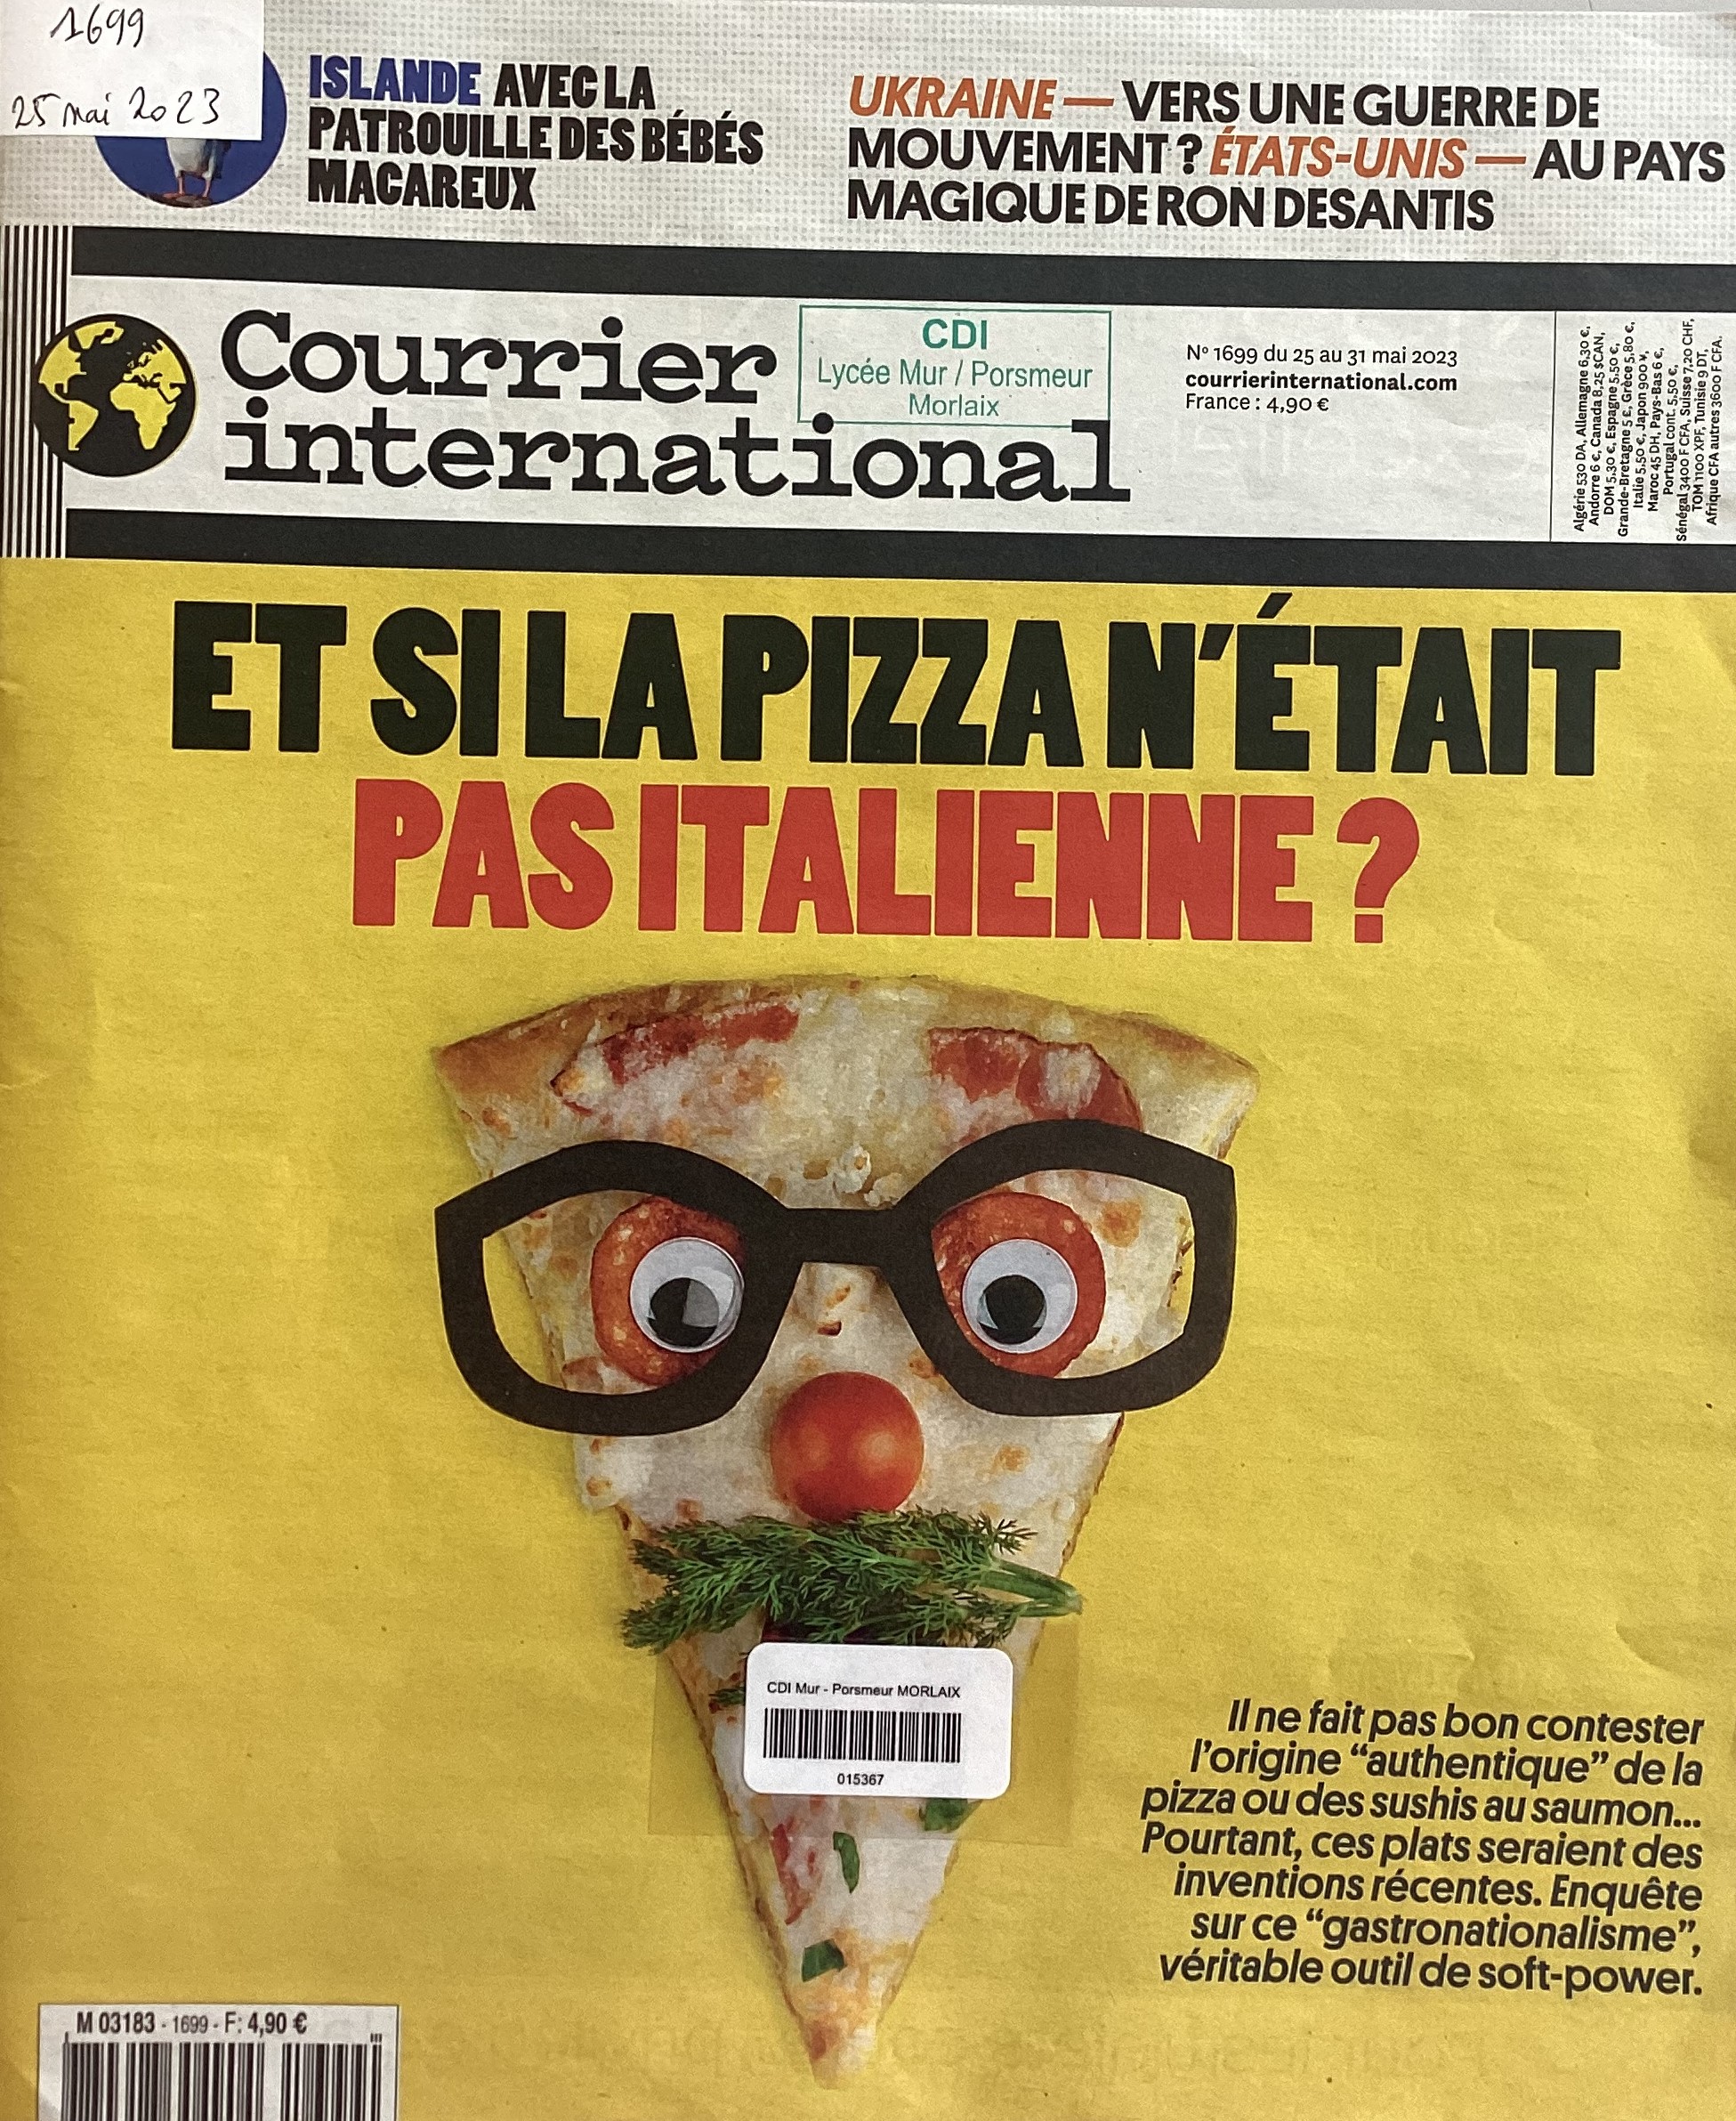 1699
25 mai 2023
ISLANDE AVEC LA
PATROUILLE DES BÉBÉS
MACAREUX
UKRAINE — VERS UNE GUERRE DE
MOUVEMENT ? ÉTATS-UNIS — AU PAYS
MAGIQUE DE RON DESANTIS
Courrier
international
CDI
Lycée Mur / Porsmeur
Morlaix
N° 1699 du 25 au 31 mai 2023
courrierinternational.com
France : 4,90 €
Algérie 530 DA, Allemagne 6,30 €,
Andorre 6 €, Canada 8,25 $CAN,
DOM 5,30 €, Espagne 5,50 €,
Grande-Bretagne 5 £, Grèce 5,80 €,
Italie 5,50 €, Japon 900 ¥,
Maroc 45 DH, Pays-Bas 6 €,
Portugal cont. 5,50 €,
Sénégal 3400 F CFA, Suisse 7,20 CHF,
TOM 1100 XPF, Tunisie 9 DT,
Afrique CFA autres 3600 F CFA.
ET SI LA PIZZA N'ÉTAIT
PAS ITALIENNE ?
CDI Mur - Porsmeur MORLAIX
015367
Il ne fait pas bon contester
l'origine “authentique” de la
pizza ou des sushis au saumon...
Pourtant, ces plats seraient des
inventions récentes. Enquête
sur ce “gastronationalisme”,
véritable outil de soft-power.
M 03183 - 1699 - F: 4,90 €